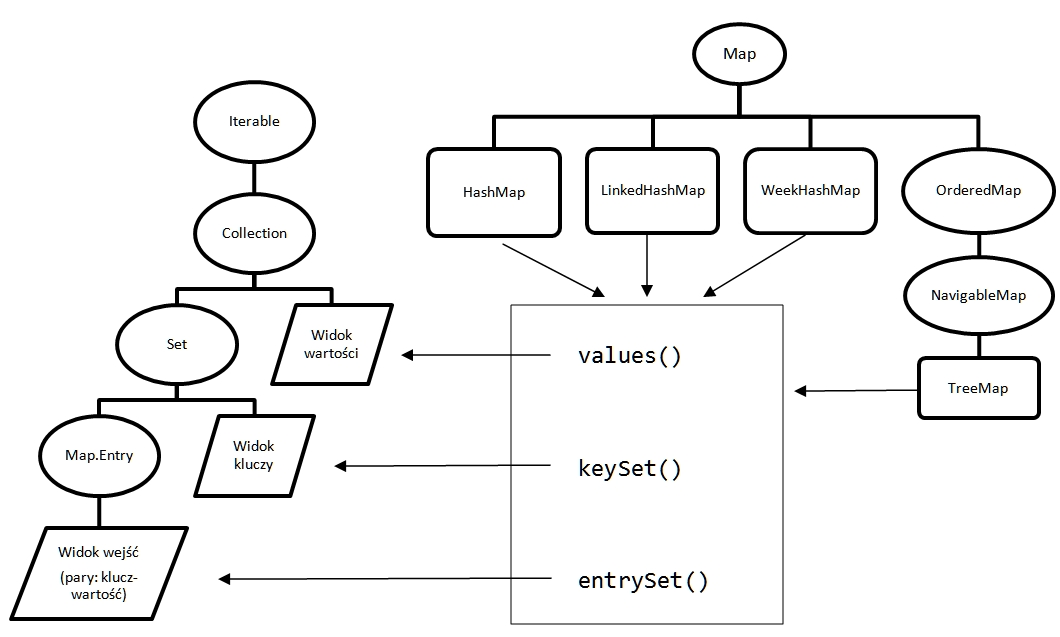 Map
Iterable
HashMap
LinkedHashMap
WeekHashMap
OrderedMap
Collection
NavigableMap
Set
Widok
wartości
values()
TreeMap
Map.Entry
Widok
kluczy
keySet()
Widok wejść
(pary: klucz-
wartość)
entrySet()